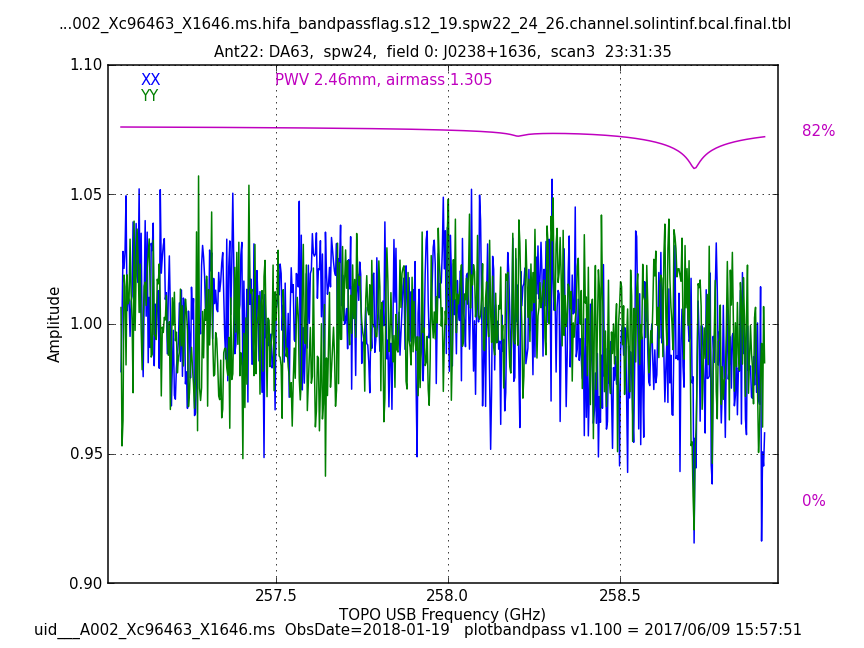 ...002_Xc96463_X1646.ms.hifa_bandpassflag.s12_19.spw22_24_26.channel.solintinf.bcal.final.tbl
Ant22: DA63,  spw24,  field 0: J0238+1636,  scan3  23:31:35
1.10
XX
PWV 2.46mm, airmass 1.305
YY
82%
1.05
Amplitude
1.00
0.95
0%
0.90
257.5
258.0
258.5
TOPO USB Frequency (GHz)
uid___A002_Xc96463_X1646.ms  ObsDate=2018-01-19   plotbandpass v1.100 = 2017/06/09 15:57:51